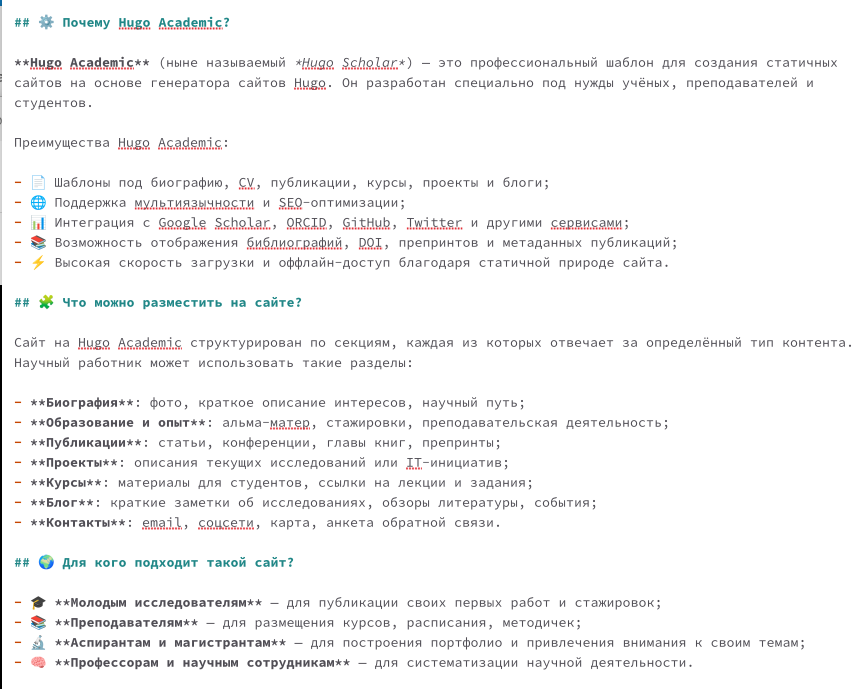 ## ⚙️ Почему Hugo Academic?
**Hugo Academic** (ныне называемый *Hugo Scholar*) — это профессиональный шаблон для создания статичных
сайтов на основе генератора сайтов Hugo. Он разработан специально под нужды учёных, преподавателей и
студентов.
Преимущества Hugo Academic:
- 📄 Шаблоны под биографию, CV, публикации, курсы, проекты и блоги;
- 🌐 Поддержка мультиязычности и SEO-оптимизации;
- 📊 Интеграция с Google Scholar, ORCID, GitHub, Twitter и другими сервисами;
- 📚 Возможность отображения библиографий, DOI, препринтов и метаданных публикаций;
- ⚡ Высокая скорость загрузки и оффлайн-доступ благодаря статичной природе сайта.
## 🧩 Что можно разместить на сайте?
Сайт на Hugo Academic структурирован по секциям, каждая из которых отвечает за определённый тип контента.
Научный работник может использовать такие разделы:
- **Биография**: фото, краткое описание интересов, научный путь;
- **Образование и опыт**: альма-матер, стажировки, преподавательская деятельность;
- **Публикации**: статьи, конференции, главы книг, препринты;
- **Проекты**: описания текущих исследований или IT-инициатив;
- **Курсы**: материалы для студентов, ссылки на лекции и задания;
- **Блог**: краткие заметки об исследованиях, обзоры литературы, события;
- **Контакты**: email, соцсети, карта, анкета обратной связи.
## 🌍 Для кого подходит такой сайт?
- 🎓 **Молодым исследователям** — для публикации своих первых работ и стажировок;
- 📚 **Преподавателям** — для размещения курсов, расписания, методичек;
- 🔬 **Аспирантам и магистрантам** — для построения портфолио и привлечения внимания к своим темам;
- 🧠 **Профессорам и научным сотрудникам** — для систематизации научной деятельности.